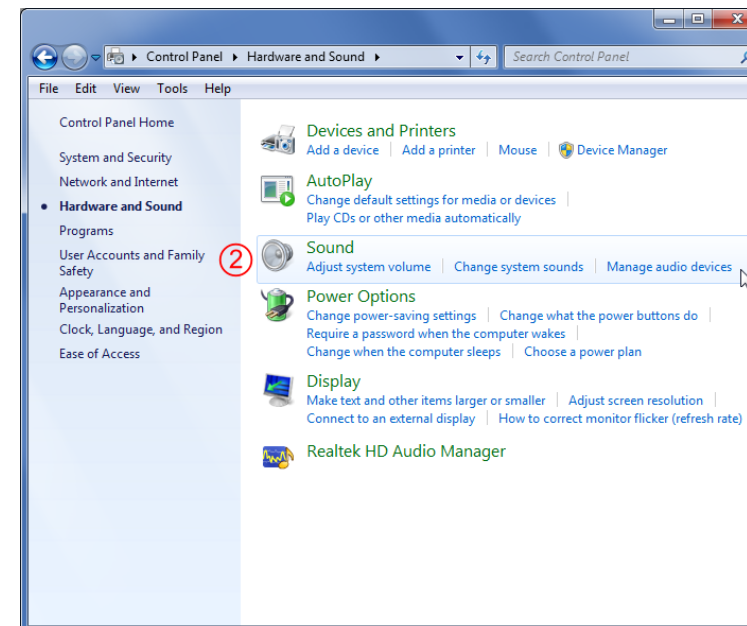 Control Panel Hardware and Sound Search Control Panel
File Edit View Tools Help
Control Panel Home
System and Security
Network and Internet
Hardware and Sound
Programs
User Accounts and Family
Safety
Appearance and
Personalization
Clock, Language, and Region
Ease of Access
Devices and Printers
Add a device Add a printer Mouse Device Manager
AutoPlay
Change default settings for media or devices
Play CDs or other media automatically
2
Sound
Adjust system volume Change system sounds Manage audio devices
Power Options
Change power-saving settings Change what the power buttons do
Require a password when the computer wakes
Change when the computer sleeps Choose a power plan
Display
Make text and other items larger or smaller Adjust screen resolution
Connect to an external display How to correct monitor flicker (refresh rate)
Realtek HD Audio Manager